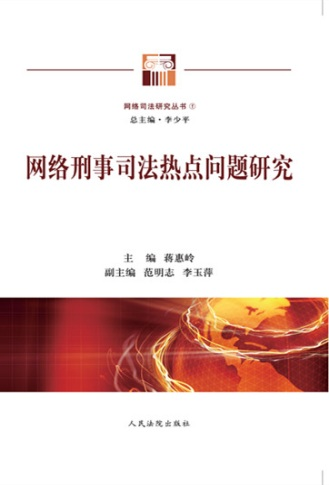 网络司法研究丛书①
总主编·李少平
网络刑事司法热点问题研究
主 编 蒋惠岭
副主编 范明志 李玉萍
人民法院出版社